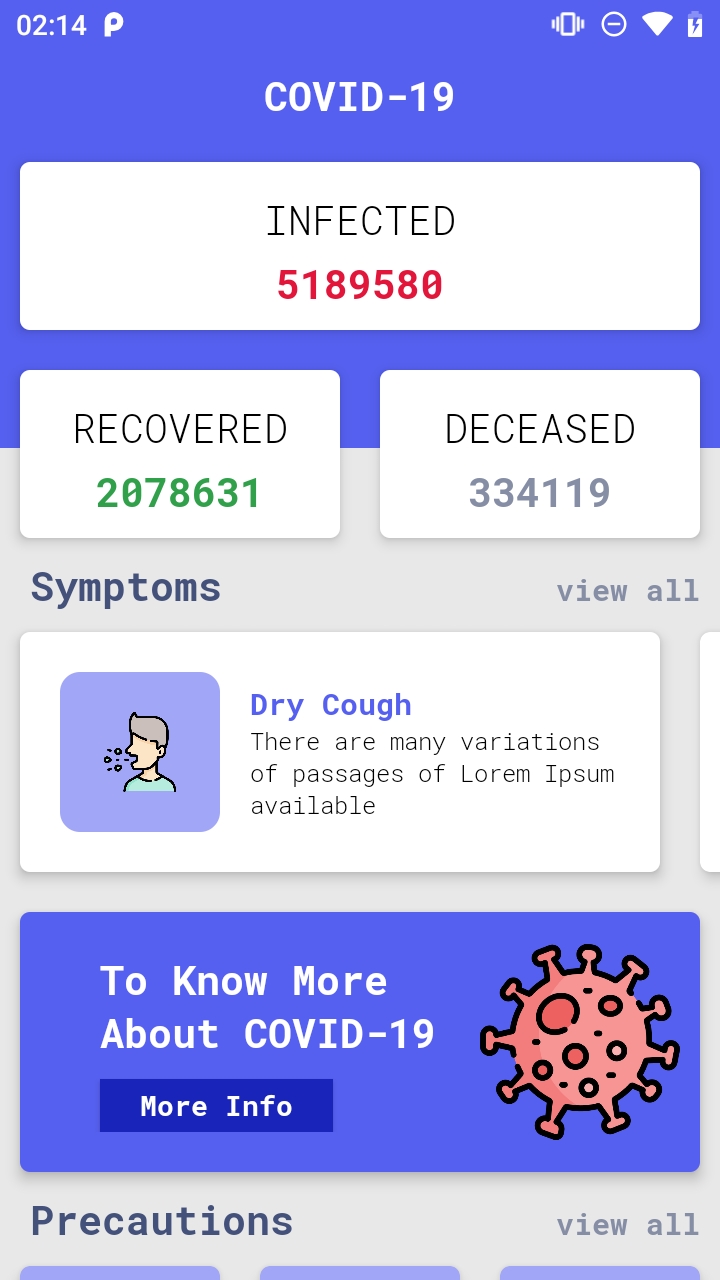 02:14
COVID-19
INFECTED
5189580
RECOVERED
2078631
DECEASED
334119
Symptoms
view all
Dry Cough
There are many variations
of passages of Lorem Ipsum
available
To Know More
About COVID-19
More Info
Precautions
view all